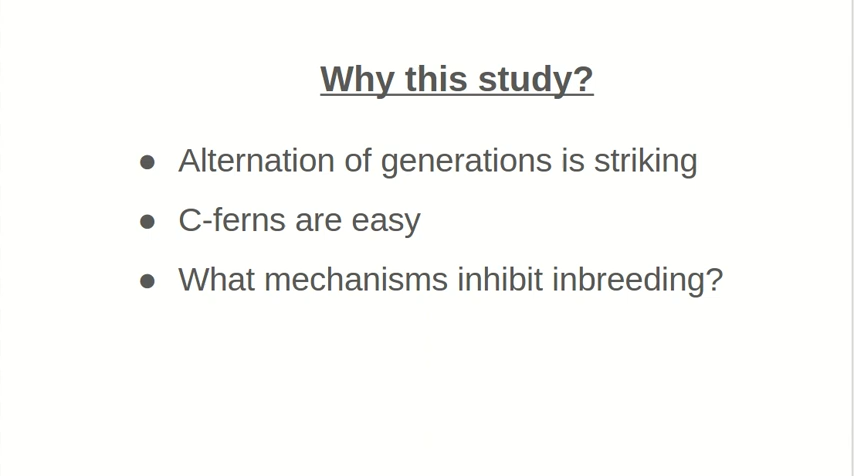 Why this study?
● Alternation of generations is striking
● C-ferns are easy
● What mechanisms inhibit inbreeding?